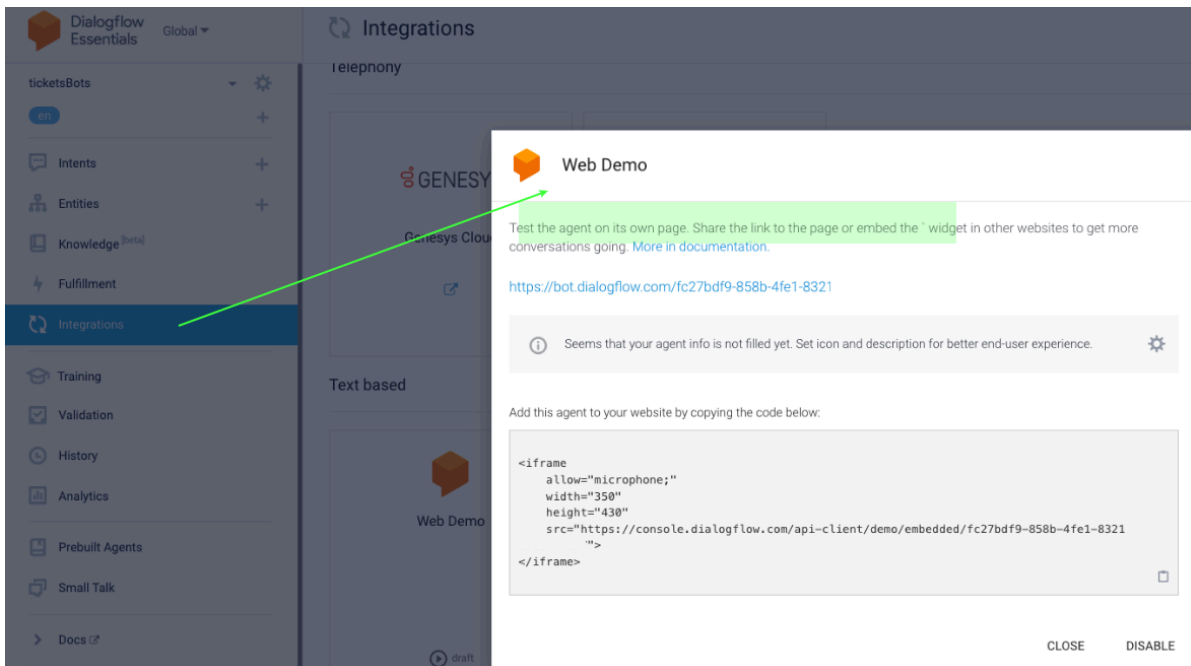 Dialogflow
Essentials
Global
Integrations
ticketsBots
en
Intents
Entities
Knowledge [beta]
Fulfillment
Integrations
Training
Validation
History
Analytics
Prebuilt Agents
Small Talk
Docs
Telephony
GENESY
Genesys Clou
Text based
Web Demo
draft
Web Demo
Test the agent on its own page. Share the link to the page or embed the ` widget in other websites to get more
conversations going. More in documentation.
https://bot.dialogflow.com/fc27bdf9-858b-4fe1-8321
Seems that your agent info is not filled yet. Set icon and description for better end-user experience.
Add this agent to your website by copying the code below:
<iframe
allow="microphone;"
width="350"
height="430"
src="https://console.dialogflow.com/api-client/demo/embedded/fc27bdf9-858b-4fe1-8321
">
</iframe>
CLOSE DISABLE